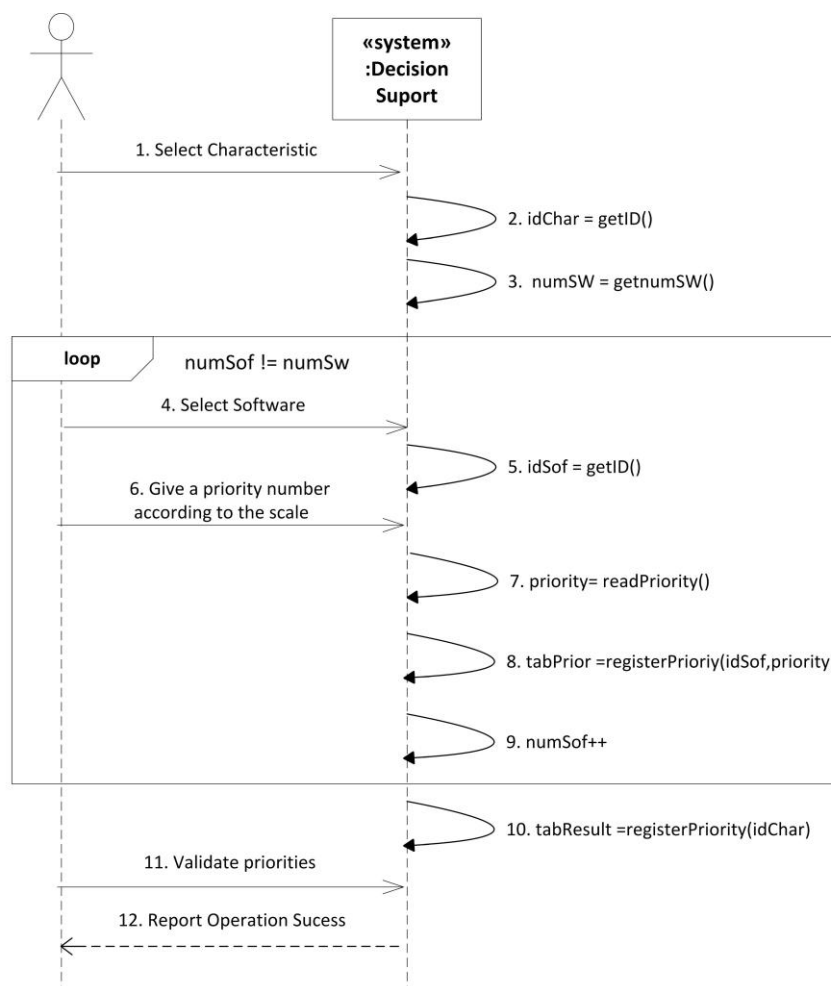 «system»
:Decision
Suport
1. Select Characteristic
2. idChar = getID()
3. numSW = getnumSW()
loop
numSof != numSw
4. Select Software
5. idSof = getID()
6. Give a priority number
according to the scale
7. priority= readPriority()
8. tabPrior =registerPrioriy(idSof,priority
9. numSof++
10. tabResult =registerPriority(idChar)
11. Validate priorities
12. Report Operation Sucess